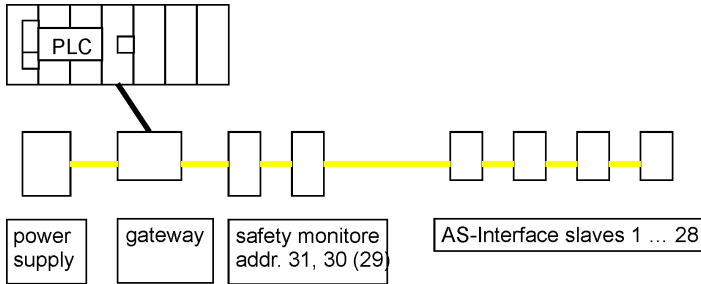 PLC
power
supply
gateway
safety monitore
addr. 31, 30 (29)
AS-Interface slaves 1 ... 28